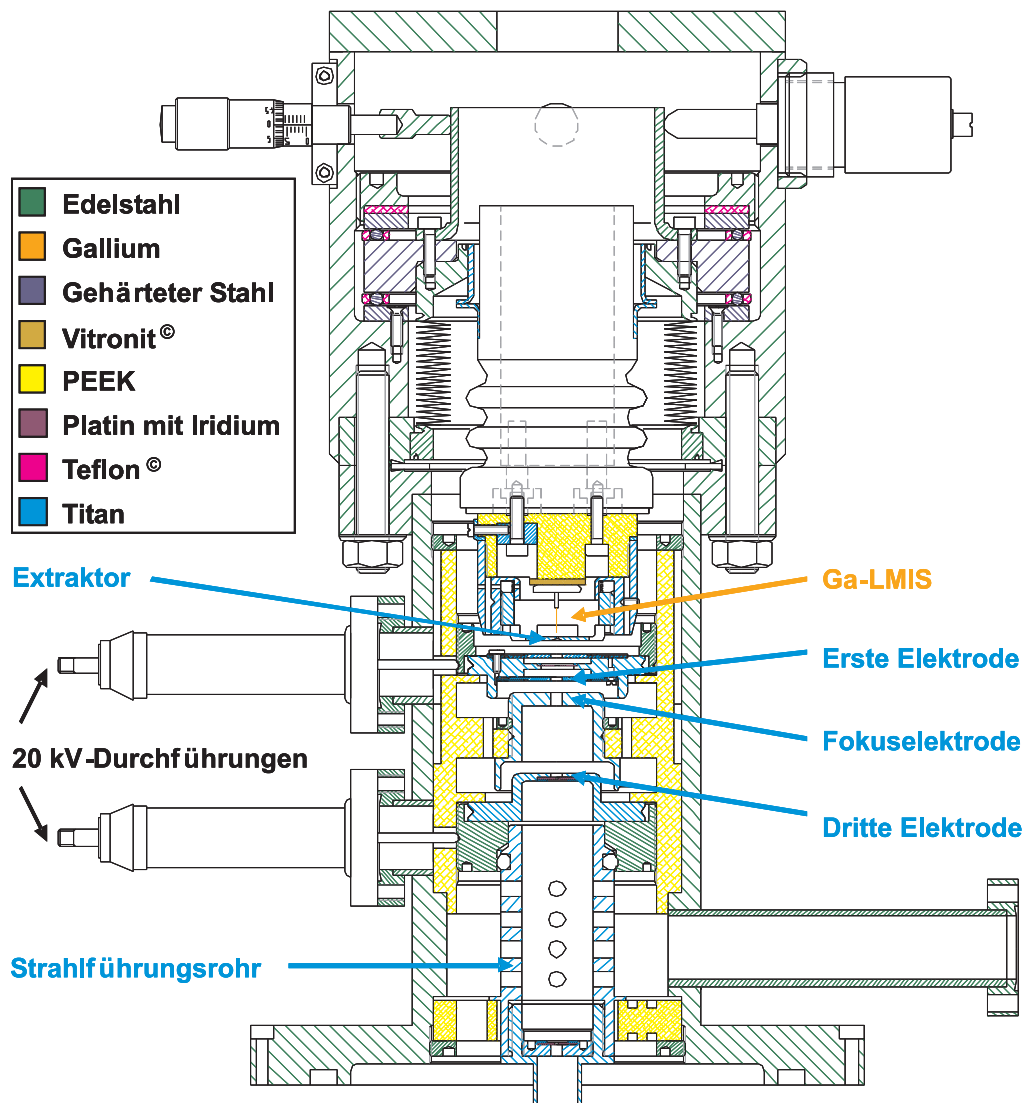 Edelstahl
Gallium
Gehärteter Stahl
Vitronit©
PEEK
Platin mit Iridium
Teflon©
Titan
Extraktor
Ga-LMIS
Erste Elektrode
20 kV-Durchführungen
Fokuselektrode
Dritte Elektrode
Strahlführungsrohr